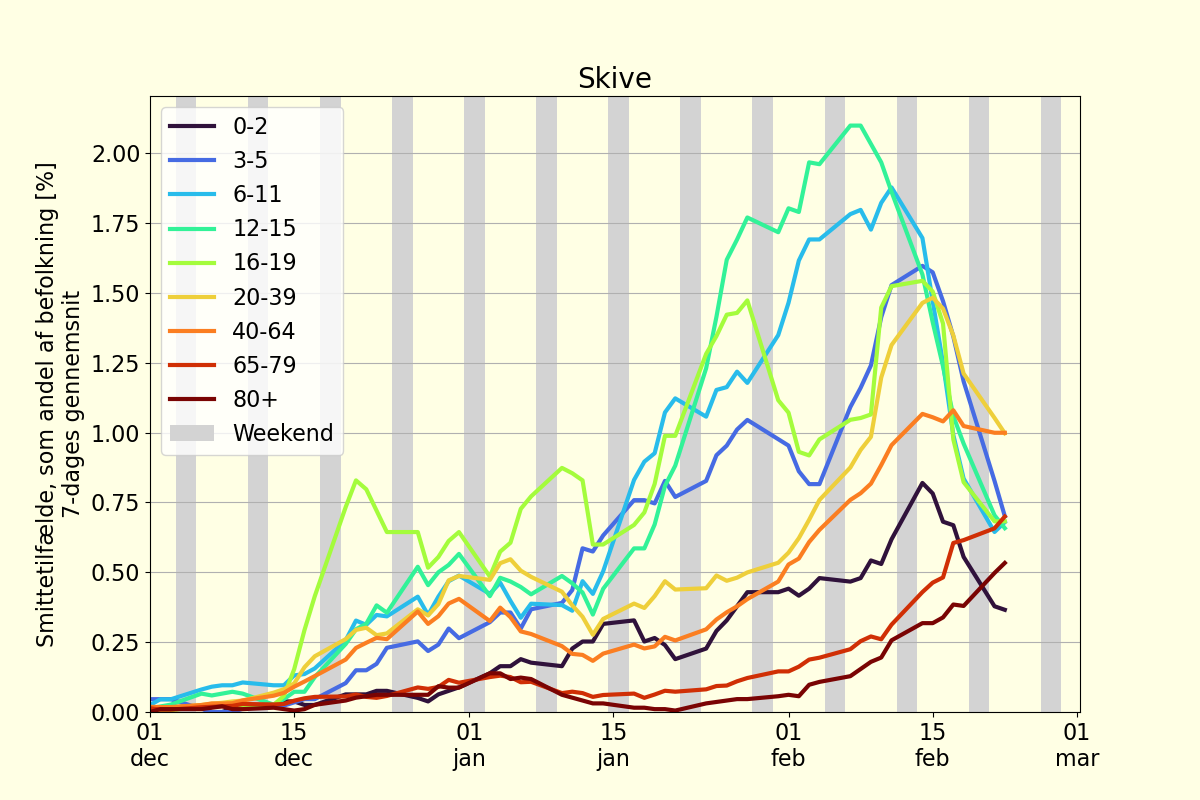 Skive
Smittetilfælde, som andel af befolkning [%]
7-dages gennemsnit
2.00
1.75
1.50
1.25
1.00
0.75
0.50
0.25
0.00
0-2
3-5
6-11
12-15
16-19
20-39
40-64
65-79
80+
Weekend
01
dec
15
dec
01
jan
15
jan
01
feb
15
feb
01
mar